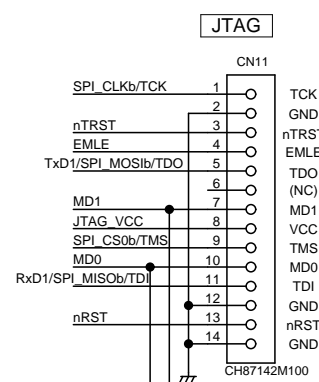 JTAG
CN11
SPI_CLKb/TCK 1 TCK
2 GND
nTRST 3 nTRST
EMLE 4 EMLE
TxD1/SPI_MOSIb/TDO 5 TDO
6 (NC)
MD1 7 MD1
JTAG_VCC 8 VCC
SPI_CS0b/TMS 9 TMS
MD0 10 MD0
RxD1/SPI_MISOb/TDI 11 TDI
12 GND
nRST 13 nRST
14 GND
CH87142M100